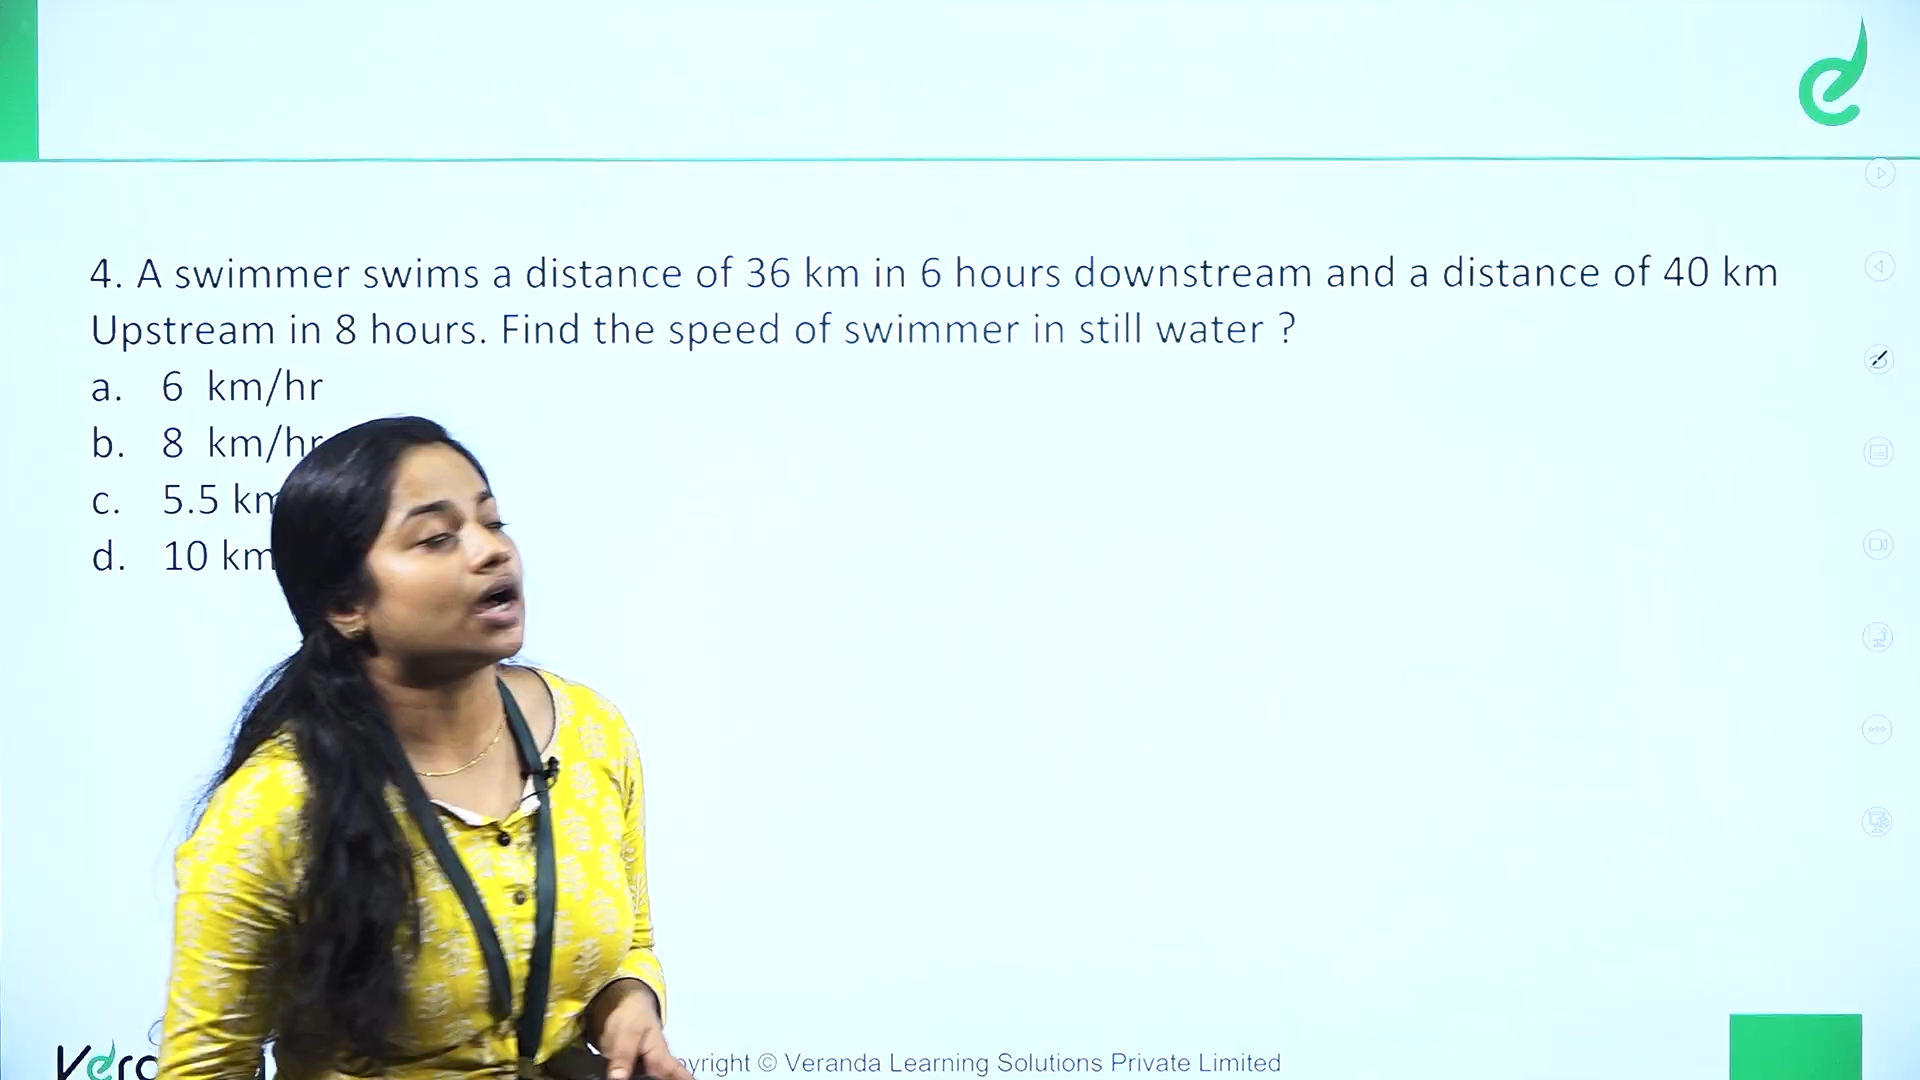 4. A swimmer swims a distance of 36 km in 6 hours downstream and a distance of 40 km
Upstream in 8 hours. Find the speed of swimmer in still water ?
a. 6 km/hr
b. 8 km/hr
c. 5.5 km
d. 10 km
© Veranda Learning Solutions Private Limited